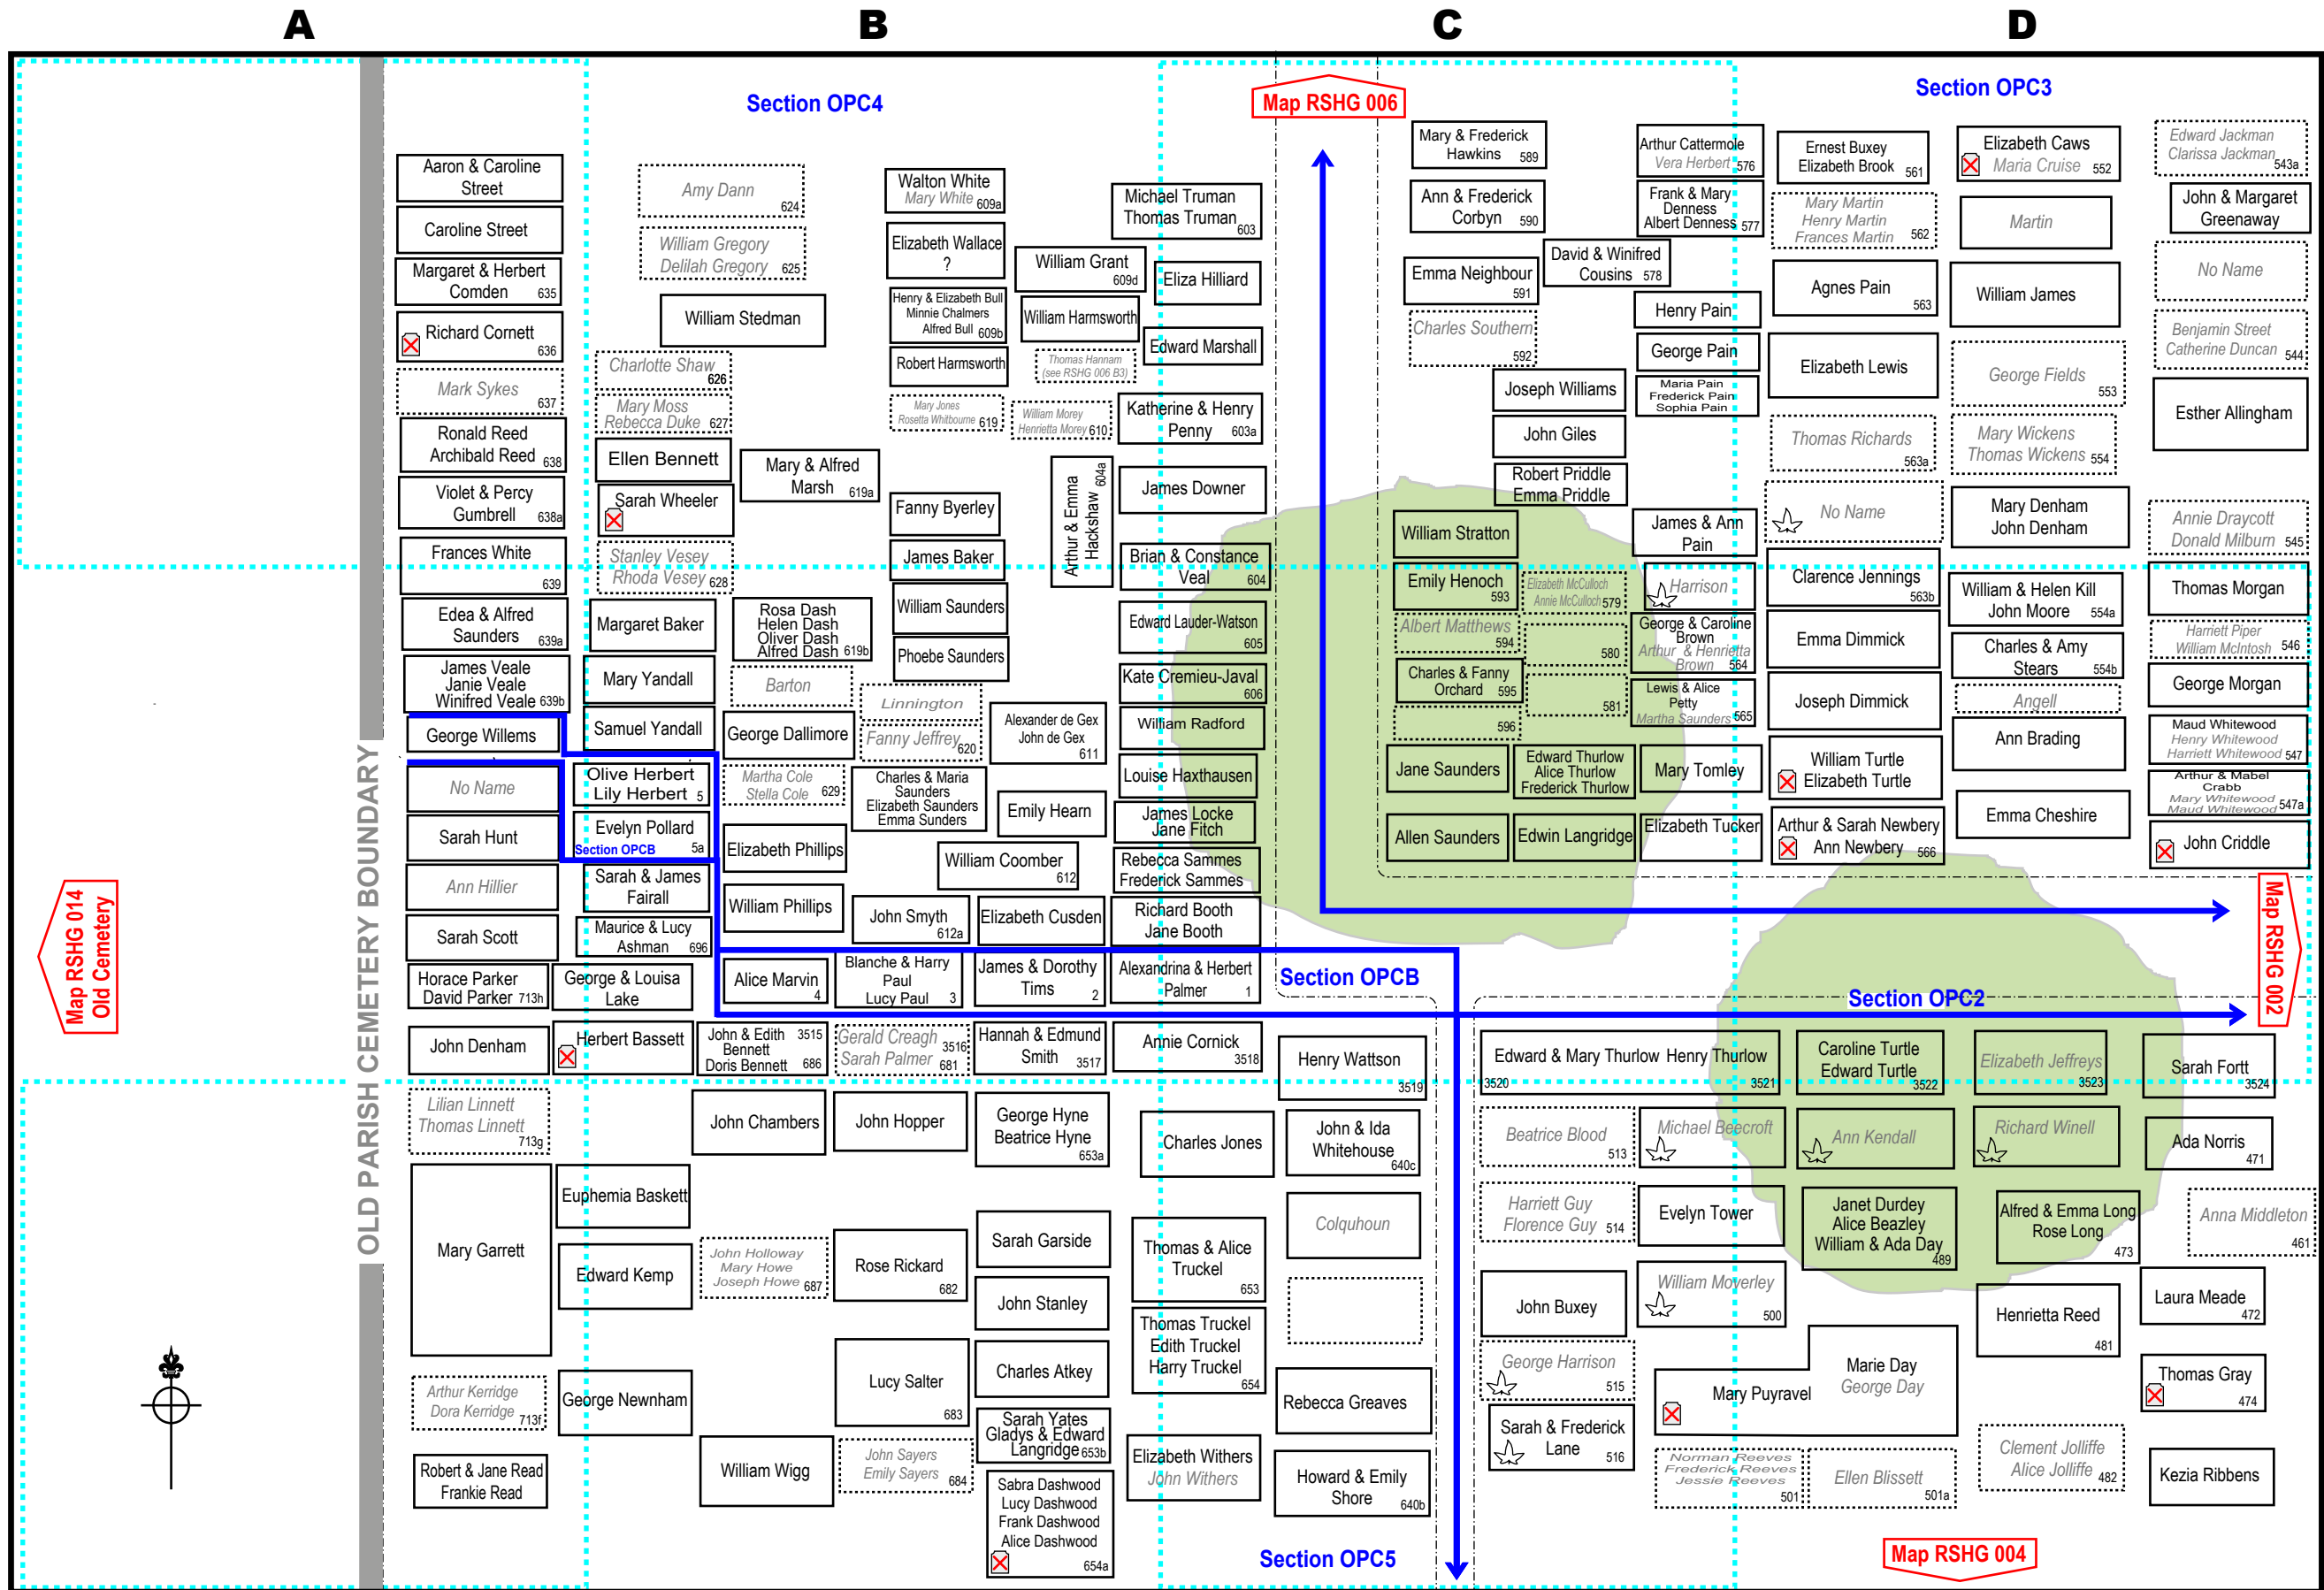 A
B
C
D
Section OPC4
Map RSHG 006
Section OPC3
Aaron & Caroline
Street
Caroline Street
Margaret & Herbert
Comden 635
Richard Cornett
636
Mark Sykes
637
Ronald Reed
Archibald Reed 638
Violet & Percy
Gumbrell 638a
Frances White
639
Edea & Alfred
Saunders 639a
James Veale
Janie Veale
Winifred Veale 639b
George Willems
No Name
Sarah Hunt
Ann Hillier
Sarah Scott
Horace Parker
David Parker 713h
John Denham
Lilian Linnett
Thomas Linnett
713g
Mary Garrett
Arthur Kerridge
Dora Kerridge
713f
Robert & Jane Read
Frankie Read
OLD PARISH CEMETERY BOUNDARY
Map RSHG 014
Old Cemetery
Amy Dann
624
William Gregory
Delilah Gregory 625
William Stedman
Charlotte Shaw
626
Mary Moss
Rebecca Duke 627
Ellen Bennett
Sarah Wheeler
Stanley Vesey
Rhoda Vesey 628
Margaret Baker
Mary Yandall
Samuel Yandall
Olive Herbert
Lily Herbert 5
Evelyn Pollard
5a
Section OPCB
Sarah & James
Fairall
Maurice & Lucy
Ashman 696
George & Louisa
Lake
Herbert Bassett
Euphemia Baskett
Edward Kemp
George Newnham
Mary & Alfred
Marsh 619a
Rosa Dash
Helen Dash
Oliver Dash
Alfred Dash 619b
Barton
George Dallimore
Martha Cole
Stella Cole 629
Elizabeth Phillips
William Phillips
Alice Marvin
4
John & Edith 3515
Bennett
Doris Bennett 686
John Chambers
John Holloway
Mary Howe
Joseph Howe 687
William Wigg
Walton White
Mary White 609a
Elizabeth Wallace
?
Henry & Elizabeth Bull
Minnie Chalmers
Alfred Bull 609b
Robert Harmsworth
Mary Jones
Rosetta Whitbourne 619
Fanny Byerley
James Baker
William Saunders
Phoebe Saunders
Linnington
Fanny Jeffrey 620
Charles & Maria
Saunders
Elizabeth Saunders
Emma Sunders
William Coomber
612
John Smyth
612a
Blanche & Harry
Paul
Lucy Paul 3
Gerald Creagh 3516
Sarah Palmer 681
John Hopper
Rose Rickard
682
Lucy Salter
683
John Sayers
Emily Sayers 684
William Grant
609d
William Harmsworth
Thomas Hannam
(see RSHG 006 B3)
William Morey
Henrietta Morey 610
Arthur & Emma
Hackshaw 604a
Alexander de Gex
John de Gex
611
Emily Hearn
Elizabeth Cusden
James & Dorothy
Tims 2
Hannah & Edmund
Smith 3517
George Hyne
Beatrice Hyne
653a
Sarah Garside
John Stanley
Charles Atkey
Sarah Yates
Gladys & Edward
Langridge 653b
Sabra Dashwood
Lucy Dashwood
Frank Dashwood
Alice Dashwood
654a
Michael Truman
Thomas Truman
603
Eliza Hilliard
Edward Marshall
Katherine & Henry
Penny 603a
James Downer
Brian & Constance
Veal 604
Edward Lauder-Watson
605
Kate Cremieu-Javal
606
William Radford
Louise Haxthausen
James Locke
Jane Fitch
Rebecca Sammes
Frederick Sammes
Richard Booth
Jane Booth
Alexandrina & Herbert
Palmer 1
Annie Cornick
3518
Charles Jones
Thomas & Alice
Truckel
653
Thomas Truckel
Edith Truckel
Harry Truckel
654
Elizabeth Withers
John Withers
Section OPCB
Henry Wattson
3519
John & Ida
Whitehouse
640c
Colquhoun
Rebecca Greaves
Howard & Emily
Shore 640b
Section OPC5
Mary & Frederick
Hawkins 589
Ann & Frederick
Corbyn 590
Emma Neighbour
591
Charles Southern
592
David & Winifred
Cousins 578
Joseph Williams
John Giles
Robert Priddle
Emma Priddle
William Stratton
Emily Henoch
593
Albert Matthews
594
Charles & Fanny
Orchard 595
596
Jane Saunders
Allen Saunders
Elizabeth McCulloch
Annie McCulloch 579
580
581
Edward Thurlow
Alice Thurlow
Frederick Thurlow
Edwin Langridge
Arthur Cattermole
Vera Herbert 576
Frank & Mary
Denness
Albert Denness 577
Henry Pain
George Pain
Maria Pain
Frederick Pain
Sophia Pain
James & Ann
Pain
Harrison
George & Caroline
Brown
Arthur & Henrietta
Brown 564
Lewis & Alice
Petty
Martha Saunders 565
Mary Tomley
Elizabeth Tucker
Ernest Buxey
Elizabeth Brook 561
Mary Martin
Henry Martin
Frances Martin 562
Agnes Pain
563
Elizabeth Lewis
Thomas Richards
563a
No Name
Clarence Jennings
563b
Emma Dimmick
Joseph Dimmick
William Turtle
Elizabeth Turtle
Arthur & Sarah Newbery
Ann Newbery 566
Elizabeth Caws
Maria Cruise 552
Martin
William James
George Fields
553
Mary Wickens
Thomas Wickens 554
Mary Denham
John Denham
William & Helen Kill
John Moore 554a
Charles & Amy
Stears 554b
Angell
Ann Brading
Emma Cheshire
Edward Jackman
Clarissa Jackman 543a
John & Margaret
Greenaway
No Name
Benjamin Street
Catherine Duncan 544
Esther Allingham
Annie Draycott
Donald Milburn 545
Thomas Morgan
Harriett Piper
William McIntosh 546
George Morgan
Maud Whitewood
Henry Whitewood
Harriett Whitewood 547
Arthur & Mabel
Crabb
Mary Whitewood
Maud Whitewood 547a
John Criddle
Map RSHG 002
Section OPC2
Edward & Mary Thurlow Henry Thurlow
3520 3521
Caroline Turtle
Edward Turtle
3522
Elizabeth Jeffreys
3523
Sarah Fortt
3524
Beatrice Blood
513
Michael Beecroft
Ann Kendall
Richard Winell
Ada Norris
471
Harriett Guy
Florence Guy 514
Evelyn Tower
Janet Durdey
Alice Beazley
William & Ada Day
489
Alfred & Emma Long
Rose Long
473
Anna Middleton
461
John Buxey
William Moverley
500
Henrietta Reed
481
Laura Meade
472
George Harrison
515
Mary Puyravel
Marie Day
George Day
Thomas Gray
474
Sarah & Frederick
Lane 516
Norman Reeves
Frederick Reeves
Jessie Reeves
501
Ellen Blissett
501a
Clement Jolliffe
Alice Jolliffe 482
Kezia Ribbens
Map RSHG 004